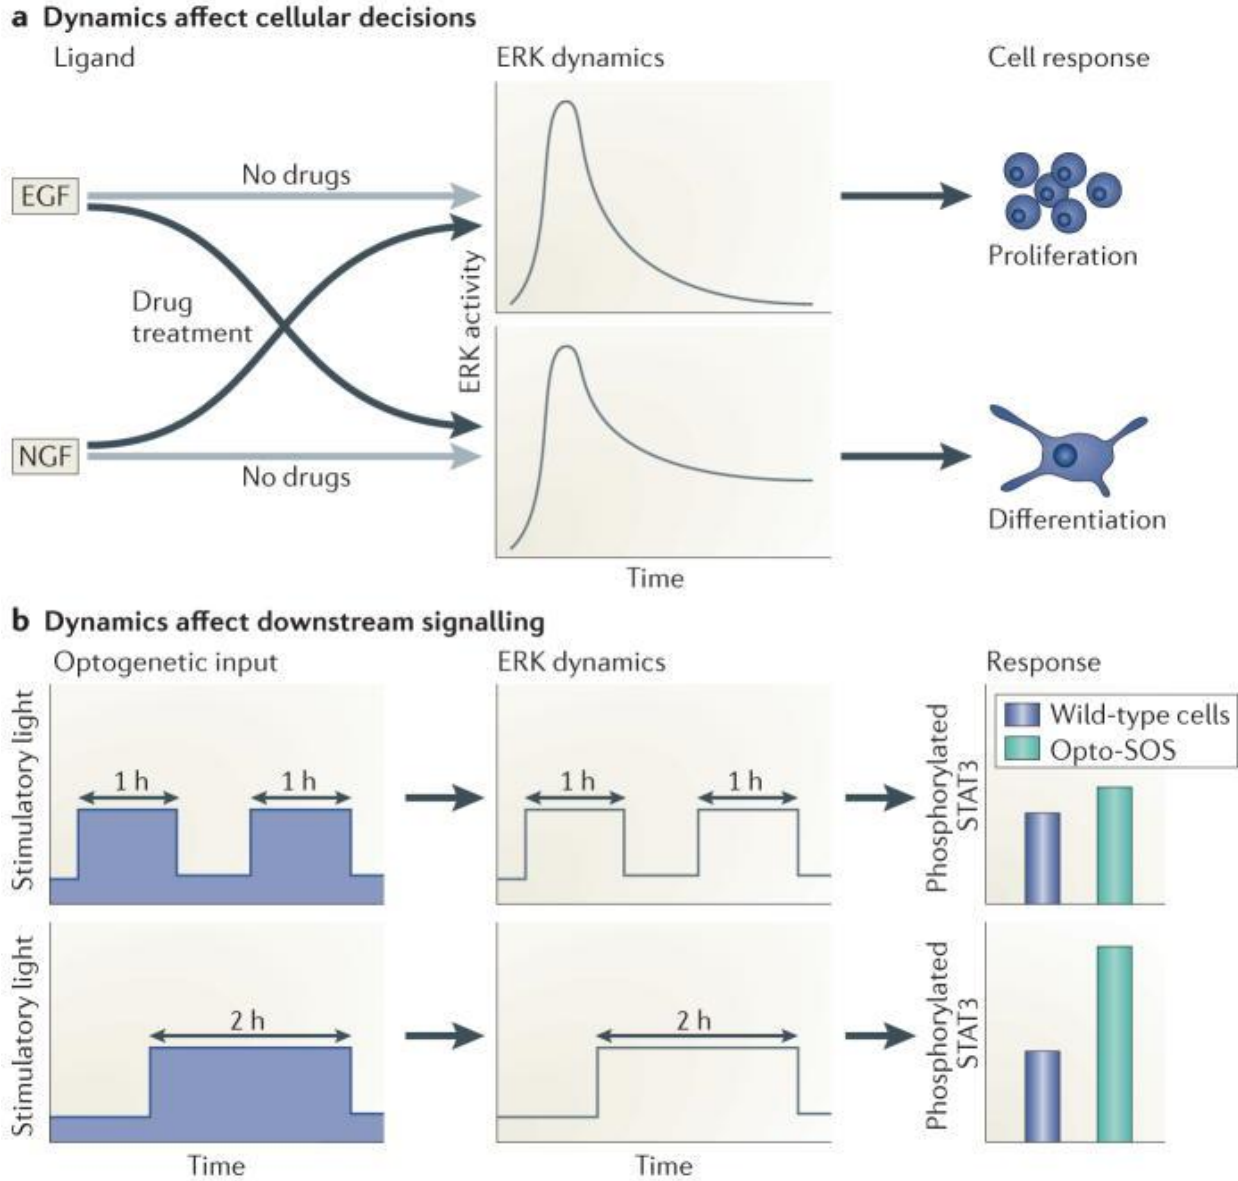 a Dynamics affect cellular decisions
Ligand
ERK dynamics
Cell response
EGF
No drugs
Drug
treatment
NGF
No drugs
ERK activity
Time
Proliferation
Differentiation
b Dynamics affect downstream signalling
Optogenetic input
ERK dynamics
Response
Stimulatory light
1 h
1 h
1 h
1 h
Phosphorylated
STAT3
Wild-type cells
Opto-SOS
Stimulatory light
2 h
2 h
Phosphorylated
STAT3
Time
Time